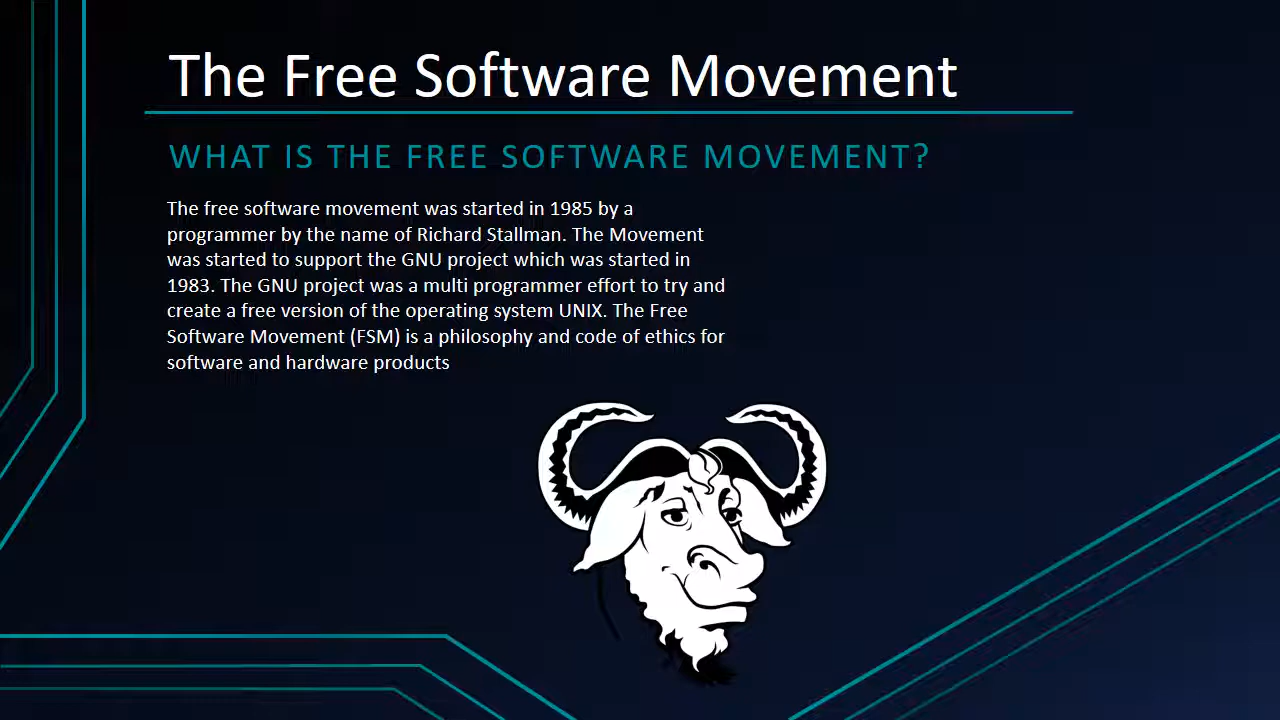 The Free Software Movement
WHAT IS THE FREE SOFTWARE MOVEMENT?
The free software movement was started in 1985 by a
programmer by the name of Richard Stallman. The Movement
was started to support the GNU project which was started in
1983. The GNU project was a multi programmer effort to try and
create a free version of the operating system UNIX. The Free
Software Movement (FSM) is a philosophy and code of ethics for
software and hardware products